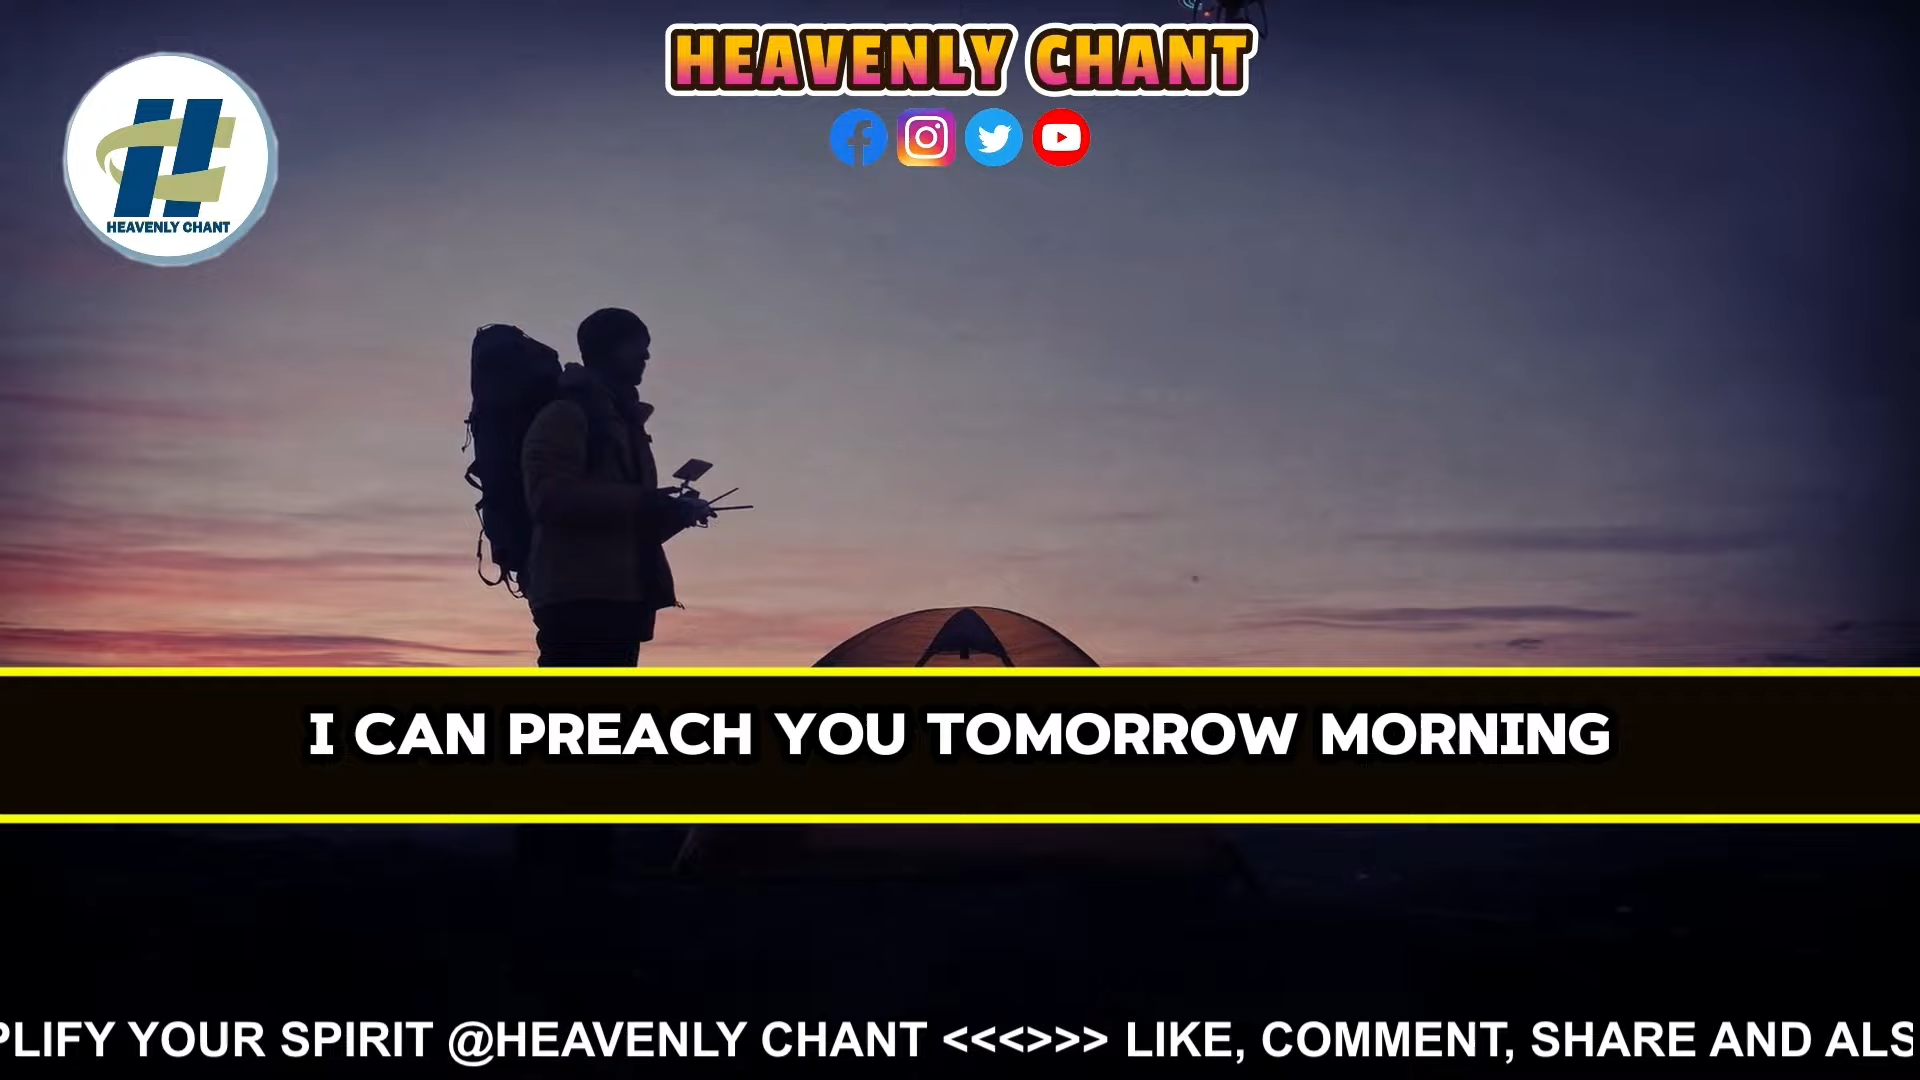 HEAVENLY CHANT
HEAVENLY CHANT
I CAN PREACH YOU TOMORROW MORNING
PLIFY YOUR SPIRIT @HEAVENLY CHANT <<<>>> LIKE, COMMENT, SHARE AND ALS